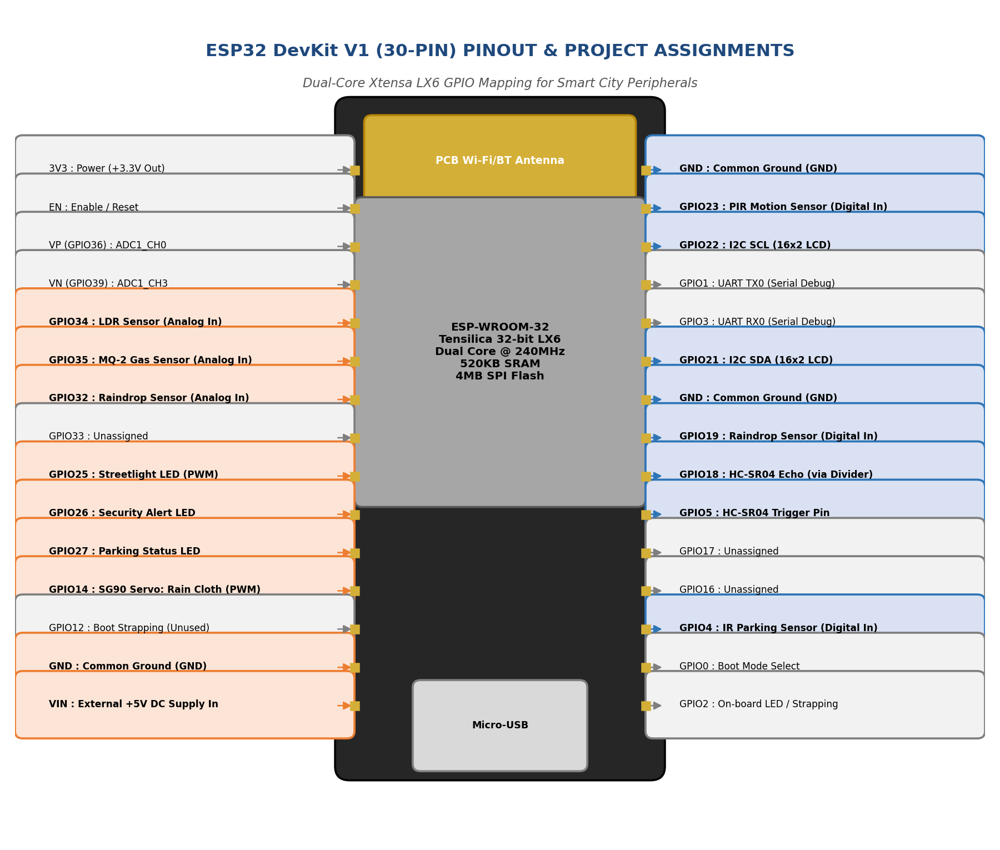 ESP32 DevKit V1 (30-PIN) PINOUT & PROJECT ASSIGNMENTS
Dual-Core Xtensa LX6 GPIO Mapping for Smart City Peripherals
PCB Wi-Fi/BT Antenna
3V3 : Power (+3.3V Out)
EN : Enable / Reset
VP (GPIO36) : ADC1_CH0
VN (GPIO39) : ADC1_CH3
GPIO34 : LDR Sensor (Analog In)
GPIO35 : MQ-2 Gas Sensor (Analog In)
GPIO32 : Raindrop Sensor (Analog In)
GPIO33 : Unassigned
GPIO25 : Streetlight LED (PWM)
GPIO26 : Security Alert LED
GPIO27 : Parking Status LED
GPIO14 : SG90 Servo: Rain Cloth (PWM)
GPIO12 : Boot Strapping (Unused)
GND : Common Ground (GND)
VIN : External +5V DC Supply In
ESP-WROOM-32
Tensilica 32-bit LX6
Dual Core @ 240MHz
520KB SRAM
4MB SPI Flash
Micro-USB
GND : Common Ground (GND)
GPIO23 : PIR Motion Sensor (Digital In)
GPIO22 : I2C SCL (16x2 LCD)
GPIO1 : UART TX0 (Serial Debug)
GPIO3 : UART RX0 (Serial Debug)
GPIO21 : I2C SDA (16x2 LCD)
GND : Common Ground (GND)
GPIO19 : Raindrop Sensor (Digital In)
GPIO18 : HC-SR04 Echo (via Divider)
GPIO5 : HC-SR04 Trigger Pin
GPIO17 : Unassigned
GPIO16 : Unassigned
GPIO4 : IR Parking Sensor (Digital In)
GPIO0 : Boot Mode Select
GPIO2 : On-board LED / Strapping